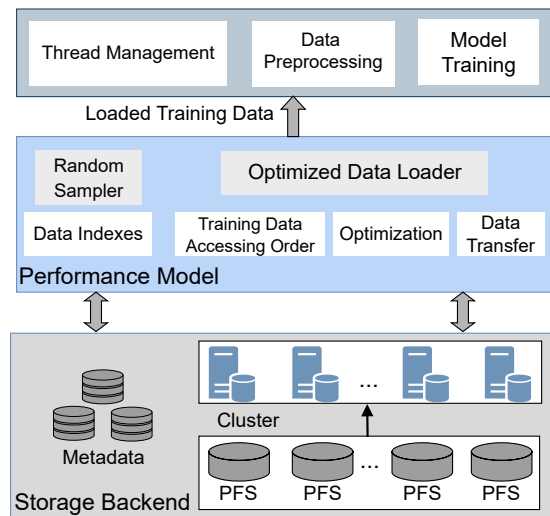 Thread Management
Data
Preprocessing
Model
Training
Loaded Training Data
Random
Sampler
Optimized Data Loader
Data Indexes
Training Data
Accessing Order
Optimization
Data
Transfer
Performance Model
...
Cluster
Metadata
...
PFS
PFS
PFS
PFS
Storage Backend